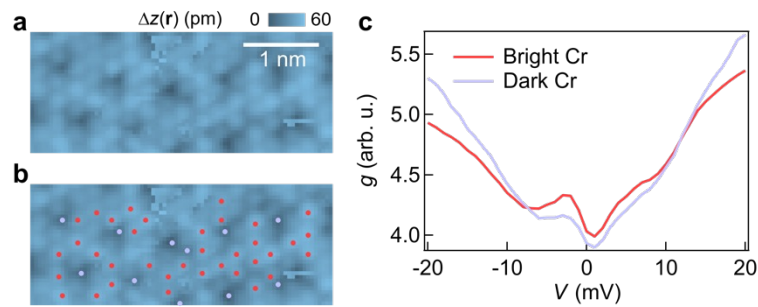 a
Δz(r) (pm) 0 60
1 nm
b
c
g (arb. u.)
5.5
5.0
4.5
4.0
Bright Cr
Dark Cr
-20 -10 0 10 20
V (mV)